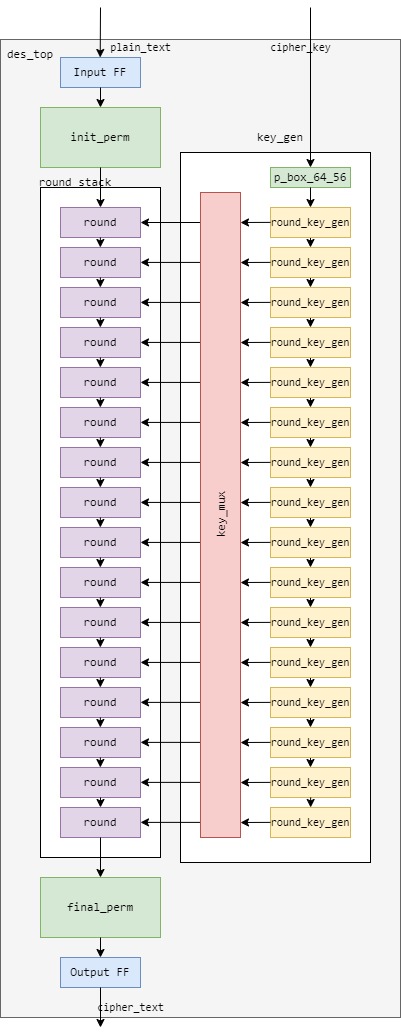 plain_text
cipher_key
des_top
Input FF
init_perm
key_gen
p_box_64_56
round_stack
round
round_key_gen
round
round_key_gen
round
round_key_gen
round
round_key_gen
round
round_key_gen
round
round_key_gen
round
round_key_gen
round
round_key_gen
key_mux
round
round_key_gen
round
round_key_gen
round
round_key_gen
round
round_key_gen
round
round_key_gen
round
round_key_gen
round
round_key_gen
round
round_key_gen
final_perm
Output FF
cipher_text